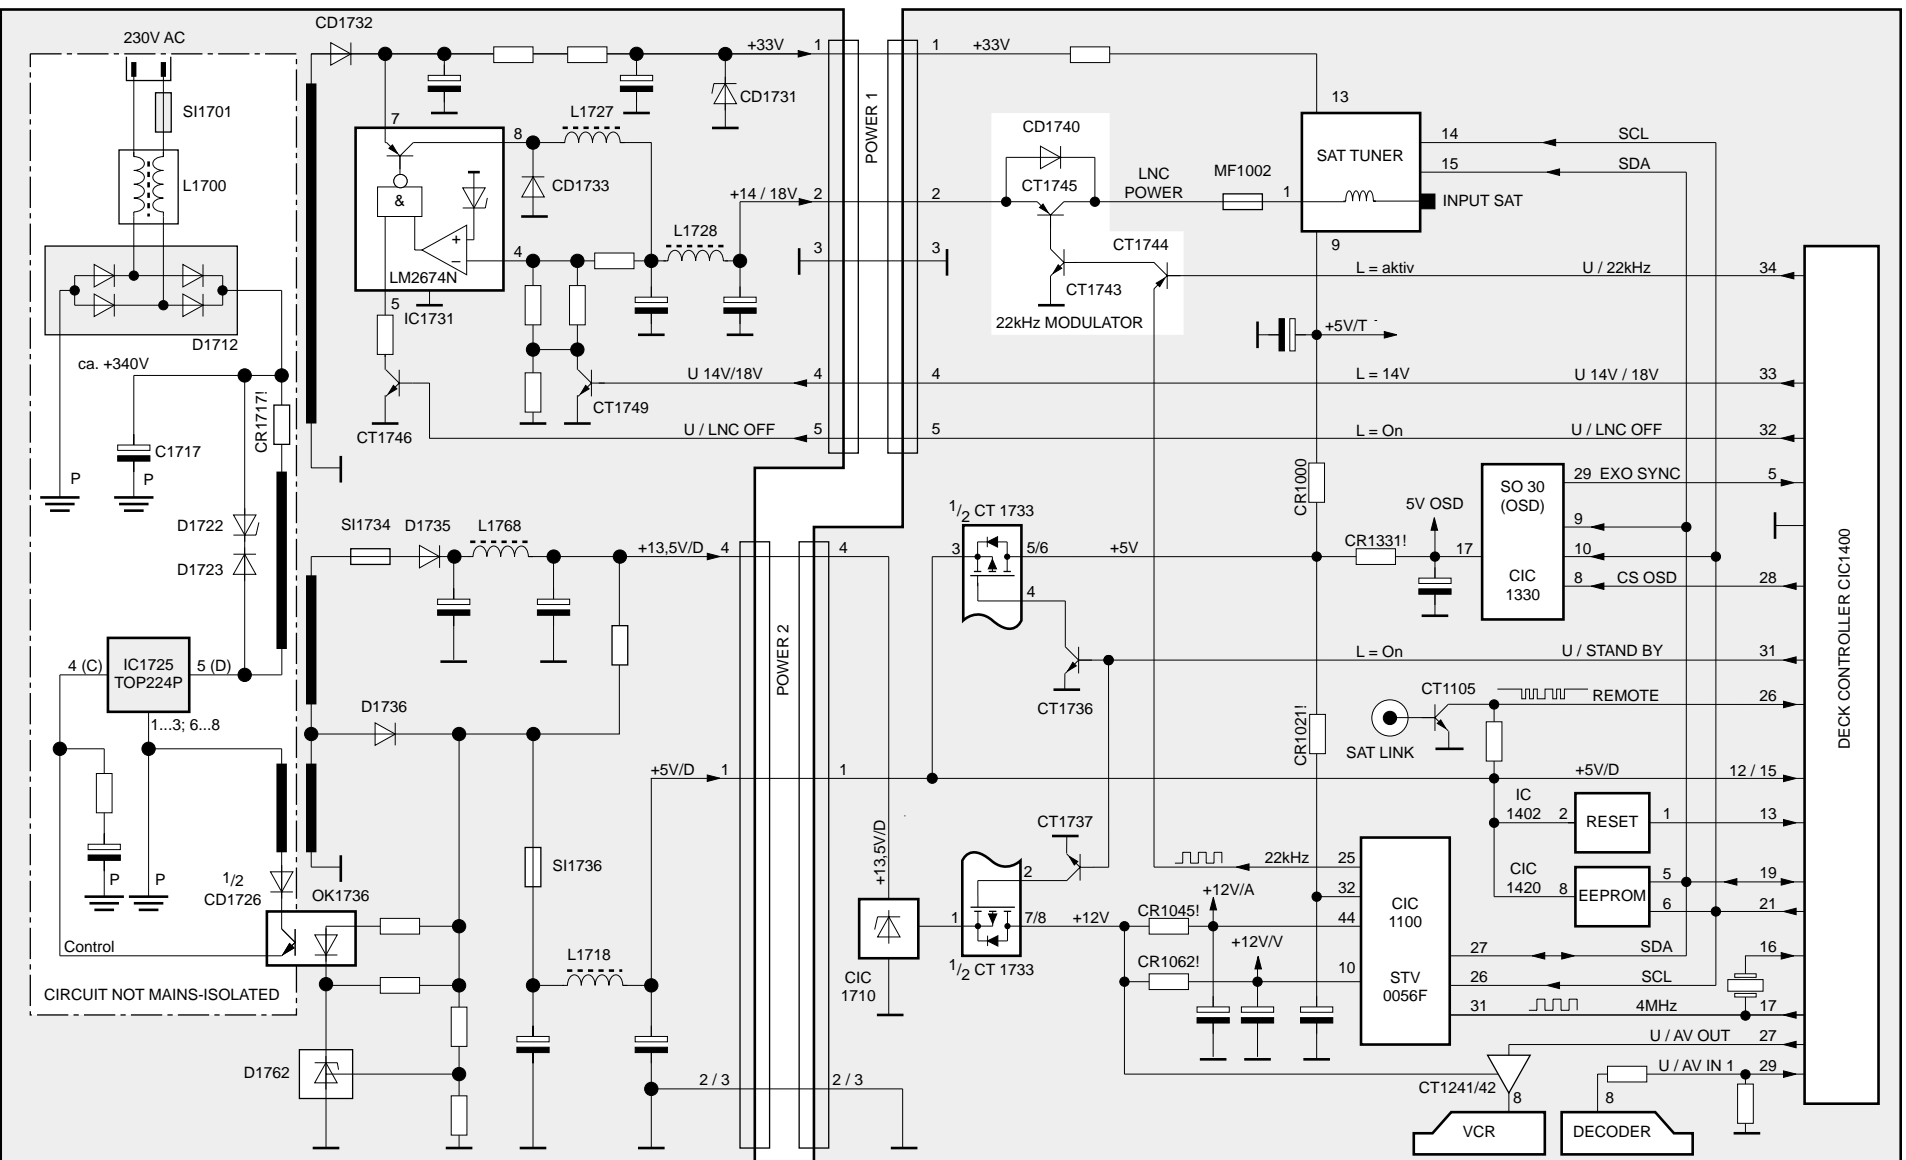 CD1732
230V AC
+33V
1
1
+33V
SI1701
CD1731
L1727
7
8
13
CD1740
SAT TUNER
14
SCL
15
SDA
L1700
&
CD1733
+14 / 18V
2
2
CT1745
LNC
POWER
MF1002
1
INPUT SAT
L1728
+
–
4
LM2674N
3
3
CT1744
9
CT1743
L = aktiv
U / 22kHz
34
5
IC1731
22kHz MODULATOR
+5V/T
D1712
ca. +340V
POWER 1
CR1717!
U 14V/18V
4
4
L = 14V
U 14V / 18V
33
CT1749
CT1746
U / LNC OFF
5
5
L = On
U / LNC OFF
32
C1717
P
P
CR1000
SO 30
(OSD)
29
EXO SYNC
5
1/2 CT 1733
5V OSD
D1722
SI1734
D1735
L1768
+13,5V/D
4
4
3
5/6
+5V
CR1331!
17
9
10
D1723
CIC
1330
8
CS OSD
28
4
POWER 2
DECK CONTROLLER CIC1400
4 (C)
IC1725
TOP224P
5 (D)
L = On
U / STAND BY
31
1...3; 6...8
D1736
CT1736
CT1105
REMOTE
26
CR1021!
SAT LINK
+5V/D
1
1
+5V/D
12 / 15
IC
1402
2
RESET
1
13
CT1737
+13,5V/D
P
P
1/2
CD1726
OK1736
SI1736
2
22kHz
25
CIC
1420
8
EEPROM
5
19
6
21
+12V/A
32
CIC
1100
1
7/8
+12V
CR1045!
44
Control
+12V/V
27
SDA
16
L1718
CIC
1710
1/2 CT 1733
CR1062!
10
STV
0056F
26
SCL
CIRCUIT NOT MAINS-ISOLATED
31
4MHz
17
U / AV OUT
27
D1762
2 / 3
2 / 3
U / AV IN 1
29
CT1241/42
8
8
VCR
DECODER